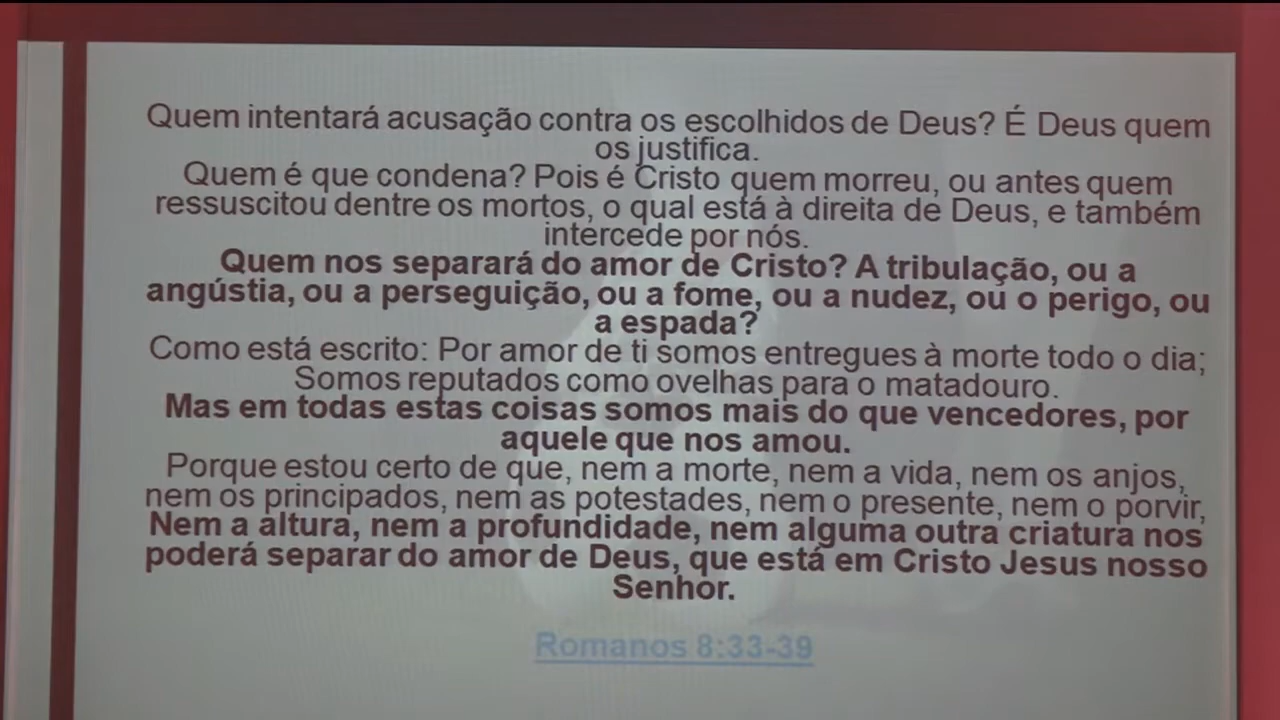 Quem intentará acusação contra os escolhidos de Deus? É Deus quem
os justifica.
Quem é que condena? Pois é Cristo quem morreu, ou antes quem
ressuscitou dentre os mortos, o qual está à direita de Deus, e também
intercede por nós.
Quem nos separará do amor de Cristo? A tribulação, ou a
angústia, ou a perseguição, ou a fome, ou a nudez, ou o perigo, ou
a espada?
Como está escrito: Por amor de ti somos entregues à morte todo o dia;
Somos reputados como ovelhas para o matadouro.
Mas em todas estas coisas somos mais do que vencedores, por
aquele que nos amou.
Porque estou certo de que, nem a morte, nem a vida, nem os anjos,
nem os principados, nem as potestades, nem o presente, nem o porvir,
Nem a altura, nem a profundidade, nem alguma outra criatura nos
poderá separar do amor de Deus, que está em Cristo Jesus nosso
Senhor.
Romanos 8:33-39